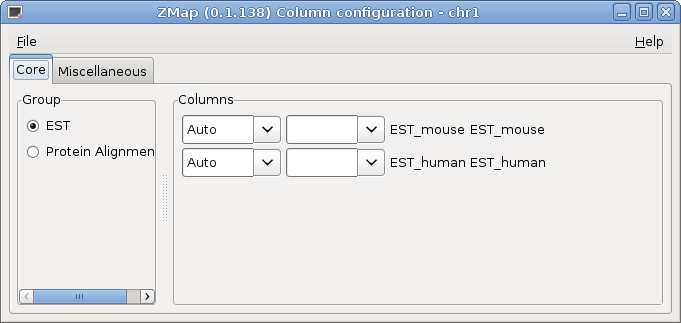 ZMap (0.1.138) Column configuration - chr1
File Help
Core Miscellaneous
Group Columns
EST
Protein Alignmen
Auto EST_mouse EST_mouse
Auto EST_human EST_human